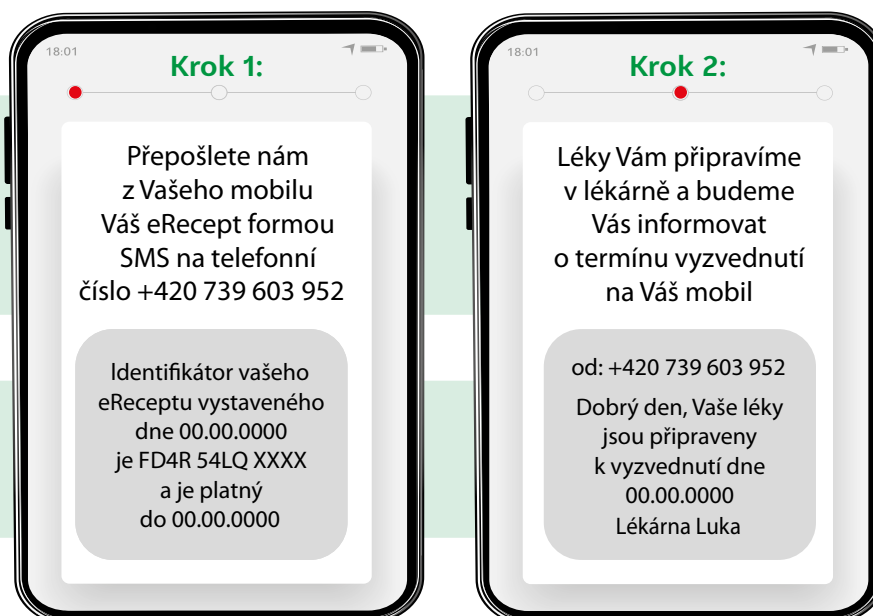 18:01
Krok 1:
Přepošlete nám
z Vašeho mobilu
Váš eRecept formou
SMS na telefonní
číslo +420 739 603 952
Identifikátor vašeho
eReceptu vystaveného
dne 00.00.0000
je FD4R 54LQ XXXX
a je platný
do 00.00.0000
18:01
Krok 2:
Léky Vám připravíme
v lékárně a budeme
Vás informovat
o termínu vyzvednutí
na Váš mobil
od: +420 739 603 952
Dobrý den, Vaše léky
jsou připraveny
k vyzvednutí dne
00.00.0000
Lékárna Luka